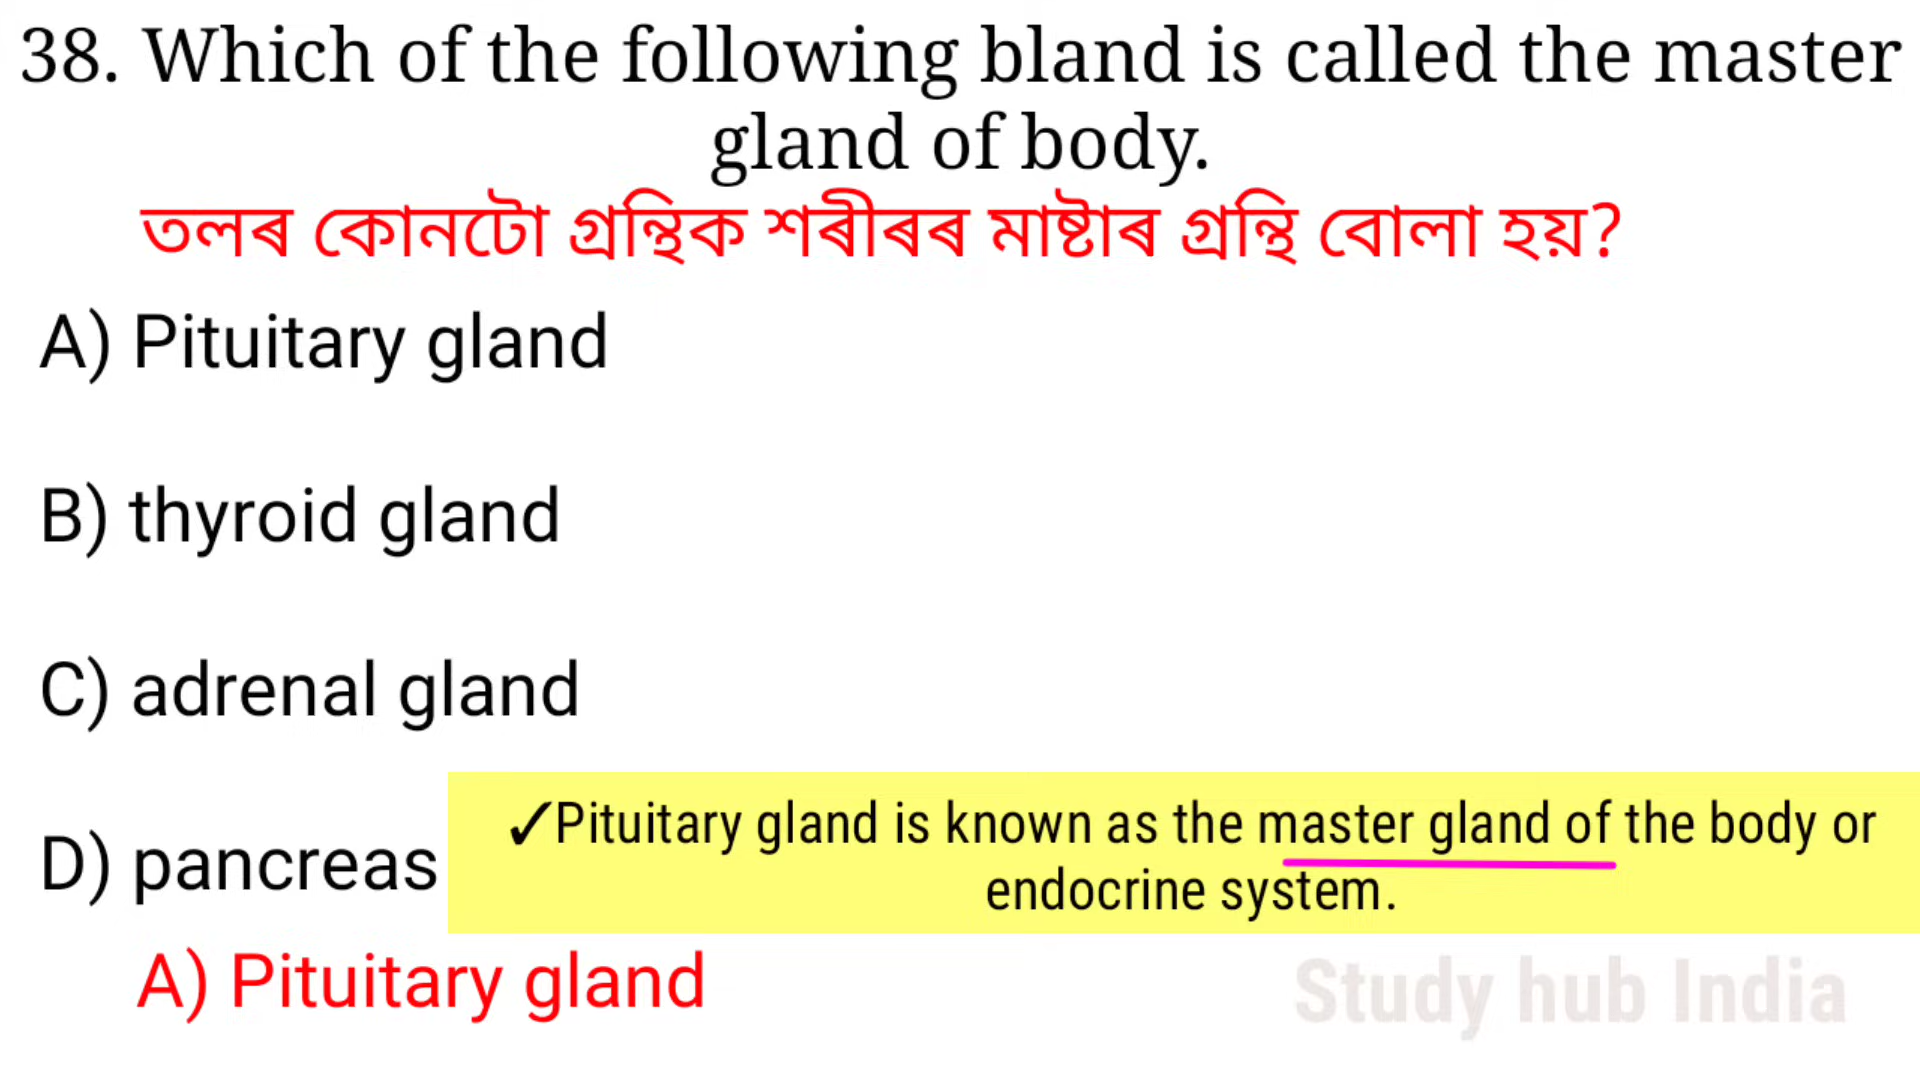 38. Which of the following bland is called the master
gland of body.
তলৰ কোনটো গ্ৰন্থিক শৰীৰৰ মাষ্টাৰ গ্ৰন্থি বোলা হয়?
A) Pituitary gland
B) thyroid gland
C) adrenal gland
D) pancreas
✓Pituitary gland is known as the master gland of the body or
endocrine system.
A) Pituitary gland
Study hub India